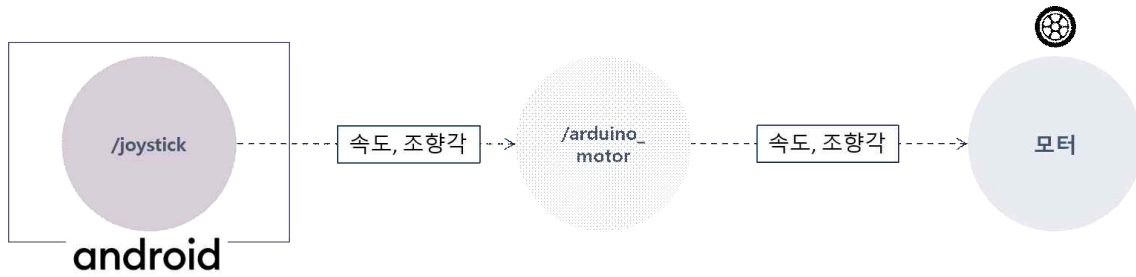 /joystick
속도, 조향각
/arduino_
motor
속도, 조향각
모터
android